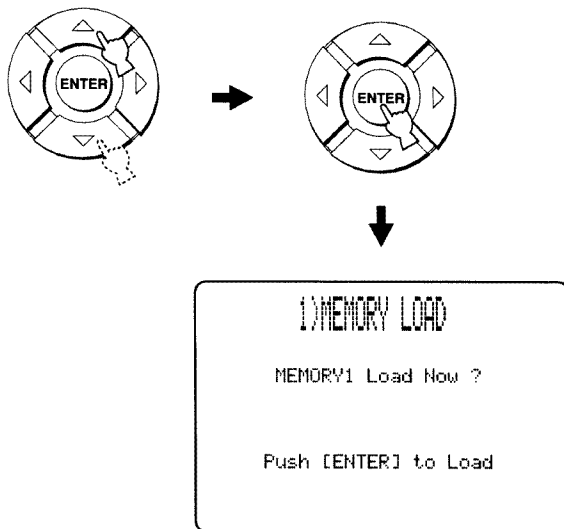 ENTER
ENTER
1)MEMORY LOAD
MEMORY1 Load Now ?
Push [ENTER] to Load